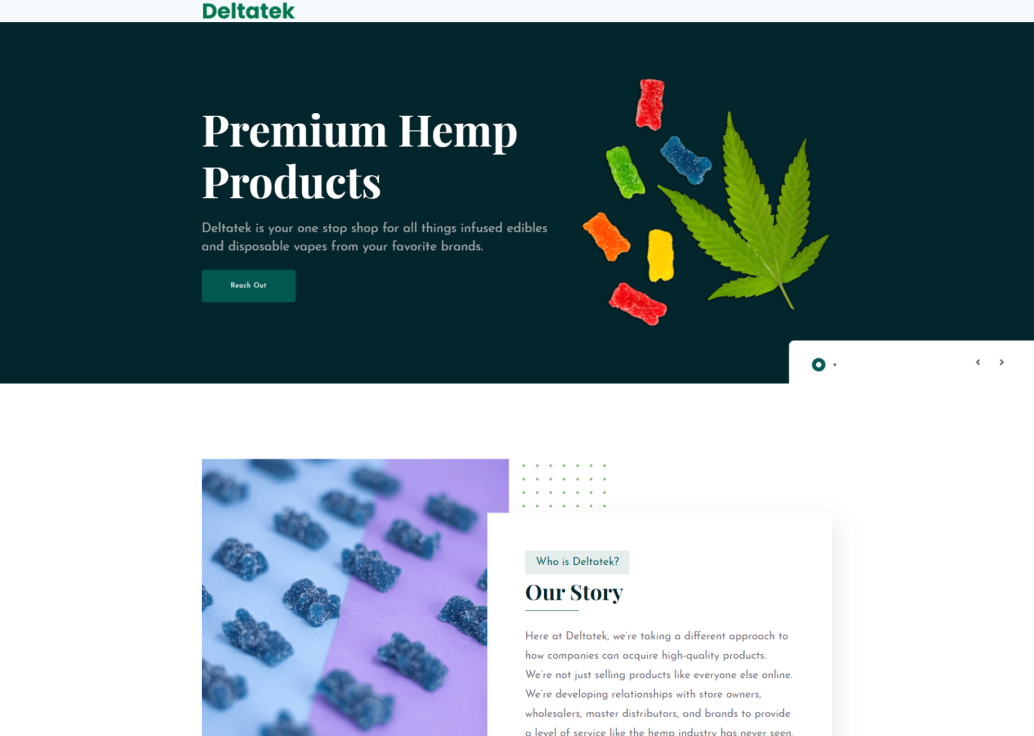 Deltatek
Premium Hemp
Products
Deltatek is your one stop shop for all things infused edibles
and disposable vapes from your favorite brands.
Reach Out
Who is Deltatek?
Our Story
Here at Deltatek, we're taking a different approach to
how companies can acquire high-quality products.
We're not just selling products like everyone else online.
We're developing relationships with store owners,
wholesalers, master distributors, and brands to provide
a level of service like the hemp industry has never seen.